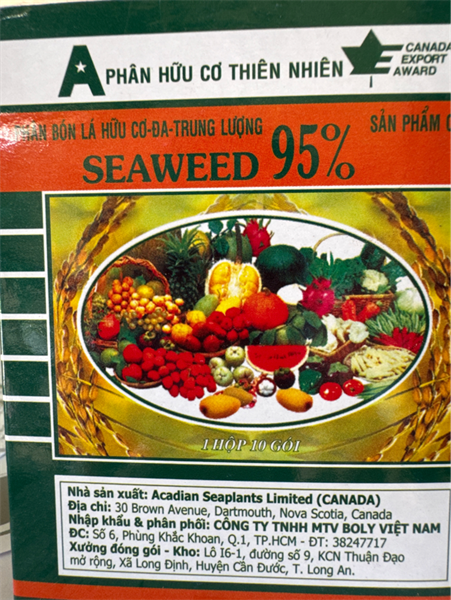 A PHÂN HỮU CƠ THIÊN NHIÊN
CANADA
EXPORT
AWARD
BÓN LÁ HỮU CƠ-ĐA-TRUNG LƯỢNG
SẢN PHẨM
SEAWEED 95%
1 HỘP 10 GÓI
Nhà sản xuất: Acadian Seaplants Limited (CANADA)
Địa chỉ: 30 Brown Avenue, Dartmouth, Nova Scotia, Canada
Nhập khẩu & phân phối: CÔNG TY TNHH MTV BOLY VIỆT NAM
ĐC: Số 6, Phùng Khắc Khoan, Q.1, TP.HCM - ĐT: 38247717
Xưởng đóng gói - Kho: Lô I6-1, đường số 9, KCN Thuận Đạo
mở rộng, Xã Long Định, Huyện Cần Đước, T. Long An.